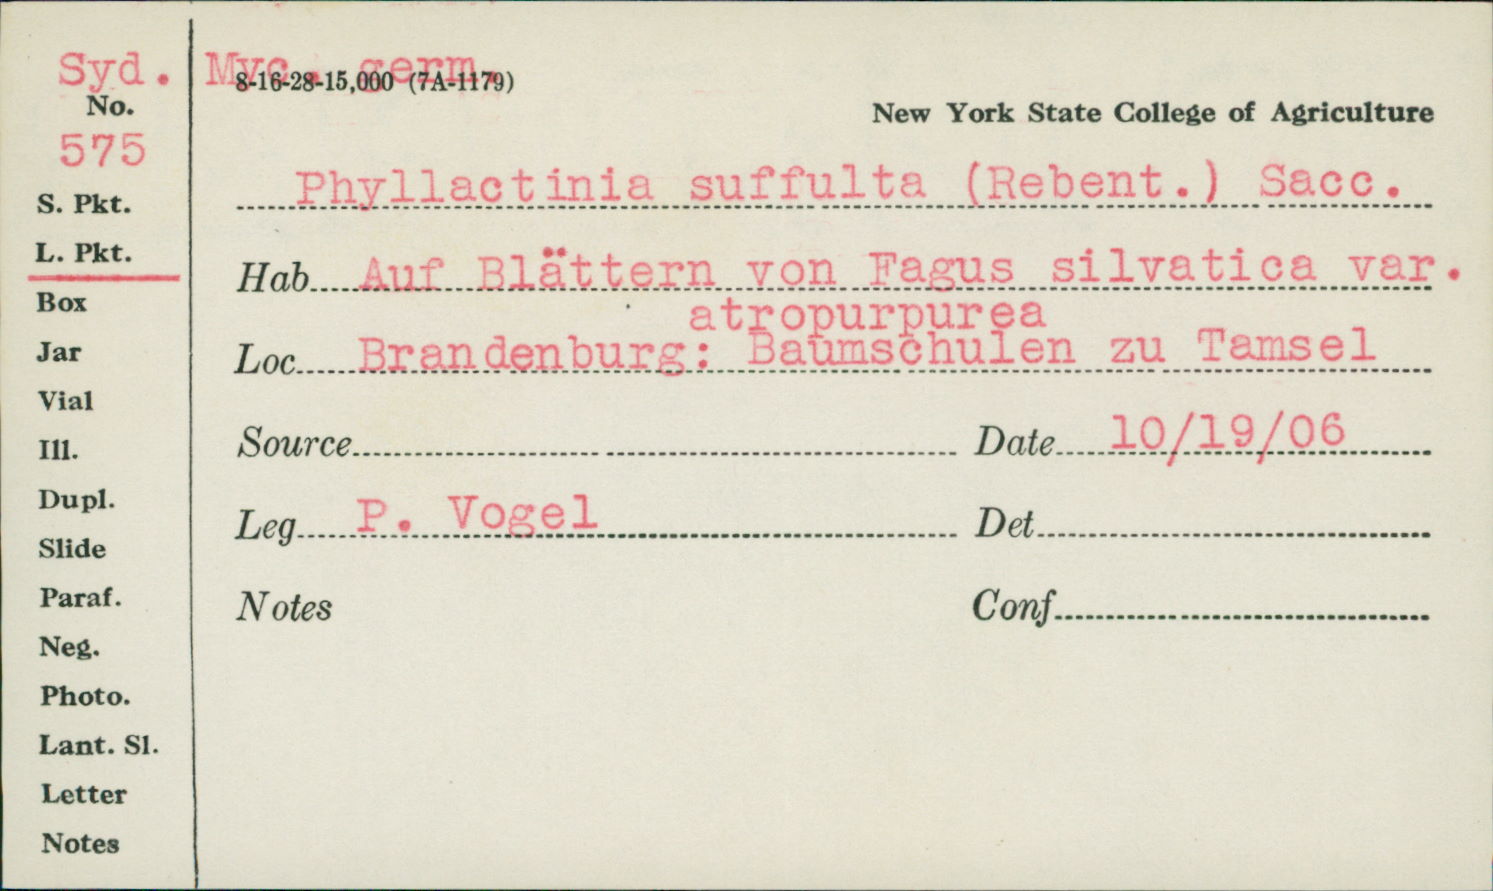 Syd. Myc. germ.
8-16-28-15,000 (7A-1179)
No.
575
New York State College of Agriculture
Phyllactinia suffulta (Rebent.) Sacc.
S. Pkt.
L. Pkt.
Hab Auf Blättern von Fagus silvatica var.
atropurpurea
Box
Jar
Loc Brandenburg: Baumschulen zu Tamsel
Vial
Ill.
Source Date 10/19/06
Dupl.
Slide
Leg P. Vogel Det
Paraf.
Notes Conf
Neg.
Photo.
Lant. Sl.
Letter
Notes